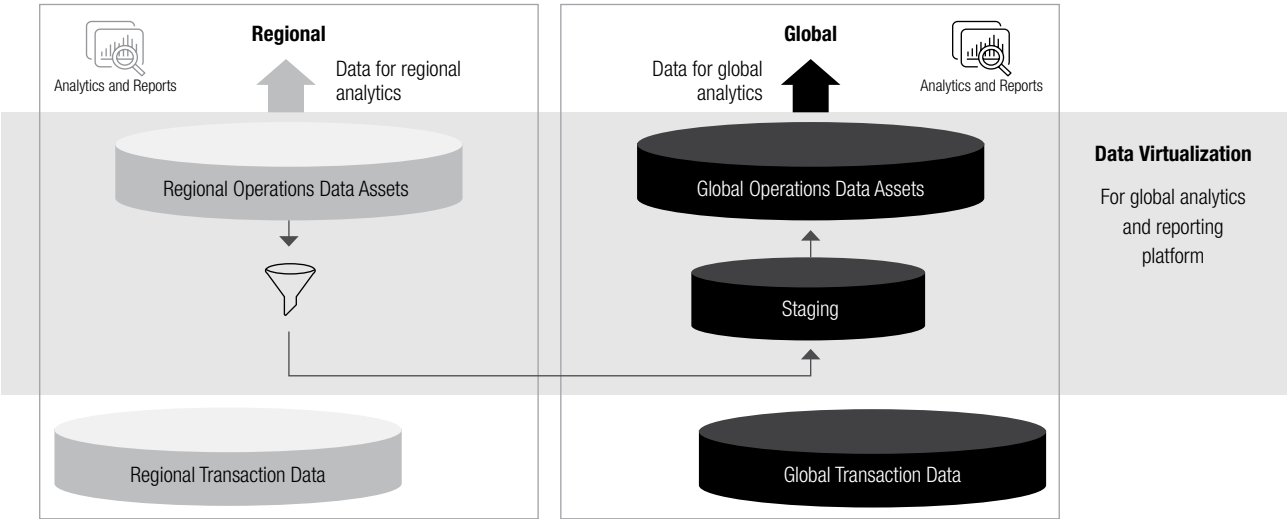 Regional
Data for regional
analytics
Analytics and Reports
Global
Data for global
analytics
Analytics and Reports
Regional Operations Data Assets
Global Operations Data Assets
Data Virtualization
For global analytics
and reporting
platform
Staging
Regional Transaction Data
Global Transaction Data